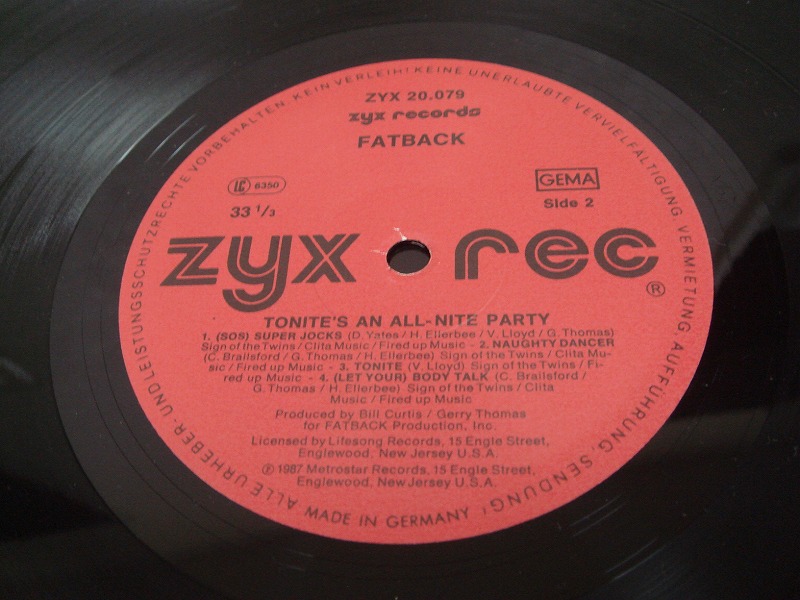 ALLE URHEBER- UND LEISTUNGSSCHUTZRECHTE VORBEHALTEN. KEIN VERLEIH! KEINE UNERLAUBTE VERVIELFÄLTIGUNG, VERMIETUNG, AUFFÜHRUNG, SENDUNG!
ZYX 20.079
zyx records
FATBACK
LC 6350
GEMA
33 1/3
Side 2
zyx rec
®
TONITE'S AN ALL-NITE PARTY
1. (SOS) SUPER JOCKS (D. Yates / H. Ellerbee / V. Lloyd / G. Thomas)
Sign of the Twins / Clita Music / Fired up Music - 2. NAUGHTY DANCER
(C. Brailsford / G. Thomas / H. Ellerbee) Sign of the Twins / Clita Mu-
sic / Fired up Music - 3. TONITE (V. Lloyd) Sign of the Twins / Fi-
red up Music - 4. (LET YOUR) BODY TALK (C. Brailsford /
G. Thomas / H. Ellerbee) Sign of the Twins / Clita
Music / Fired up Music
Produced by Bill Curtis / Gerry Thomas
for FATBACK Production, Inc.
Licensed by Lifesong Records, 15 Engle Street,
Englewood, New Jersey U.S.A.
℗ 1987 Metrostar Records, 15 Engle Street,
Englewood, New Jersey U.S.A.
MADE IN GERMANY